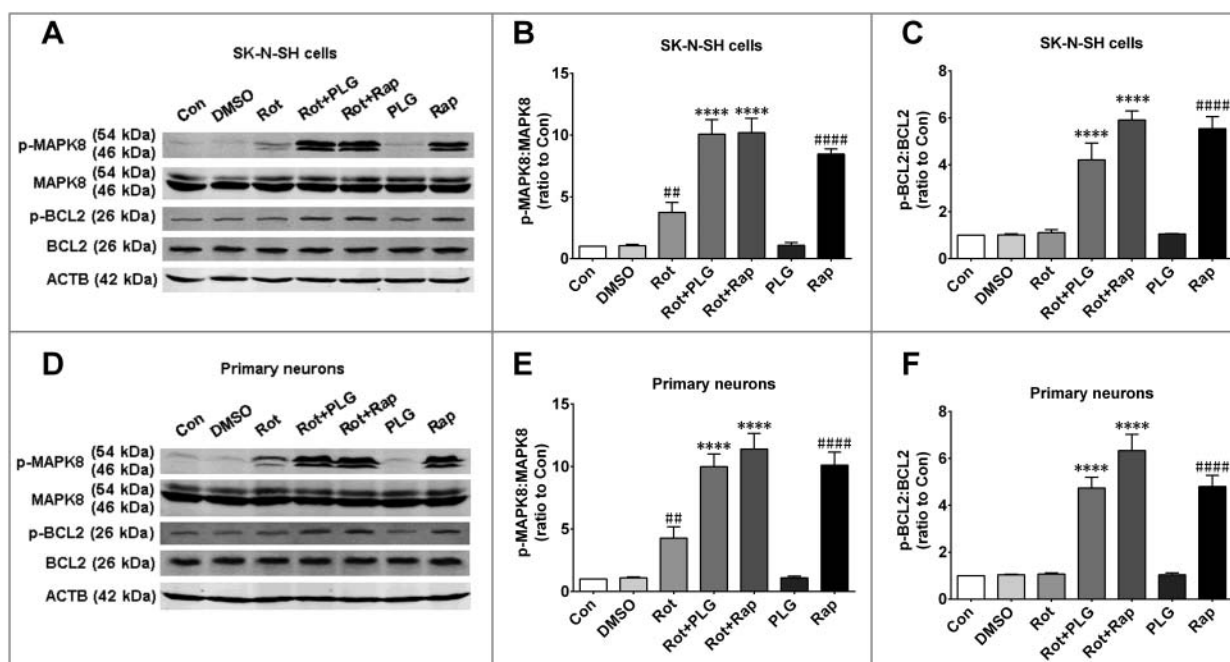 A
SK-N-SH cells
Con DMSO Rot Rot+PLG Rot+Rap PLG Rap
p-MAPK8 (54 kDa)
(46 kDa)
MAPK8 (54 kDa)
(46 kDa)
p-BCL2 (26 kDa)
BCL2 (26 kDa)
ACTB (42 kDa)
B
SK-N-SH cells
p-MAPK8:MAPK8
(ratio to Con)
15
10
5
0
##
**** ****
####
Con DMSO Rot Rot+PLG Rot+Rap PLG Rap
C
SK-N-SH cells
p-BCL2:BCL2
(ratio to Con)
8
6
4
2
0
****
****
####
Con DMSO Rot Rot+PLG Rot+Rap PLG Rap
D
Primary neurons
Con DMSO Rot Rot+PLG Rot+Rap PLG Rap
p-MAPK8 (54 kDa)
(46 kDa)
MAPK8 (54 kDa)
(46 kDa)
p-BCL2 (26 kDa)
BCL2 (26 kDa)
ACTB (42 kDa)
E
Primary neurons
p-MAPK8:MAPK8
(ratio to Con)
15
10
5
0
##
****
****
####
Con DMSO Rot Rot+PLG Rot+Rap PLG Rap
F
Primary neurons
p-BCL2:BCL2
(ratio to Con)
8
6
4
2
0
****
****
####
Con DMSO Rot Rot+PLG Rot+Rap PLG Rap